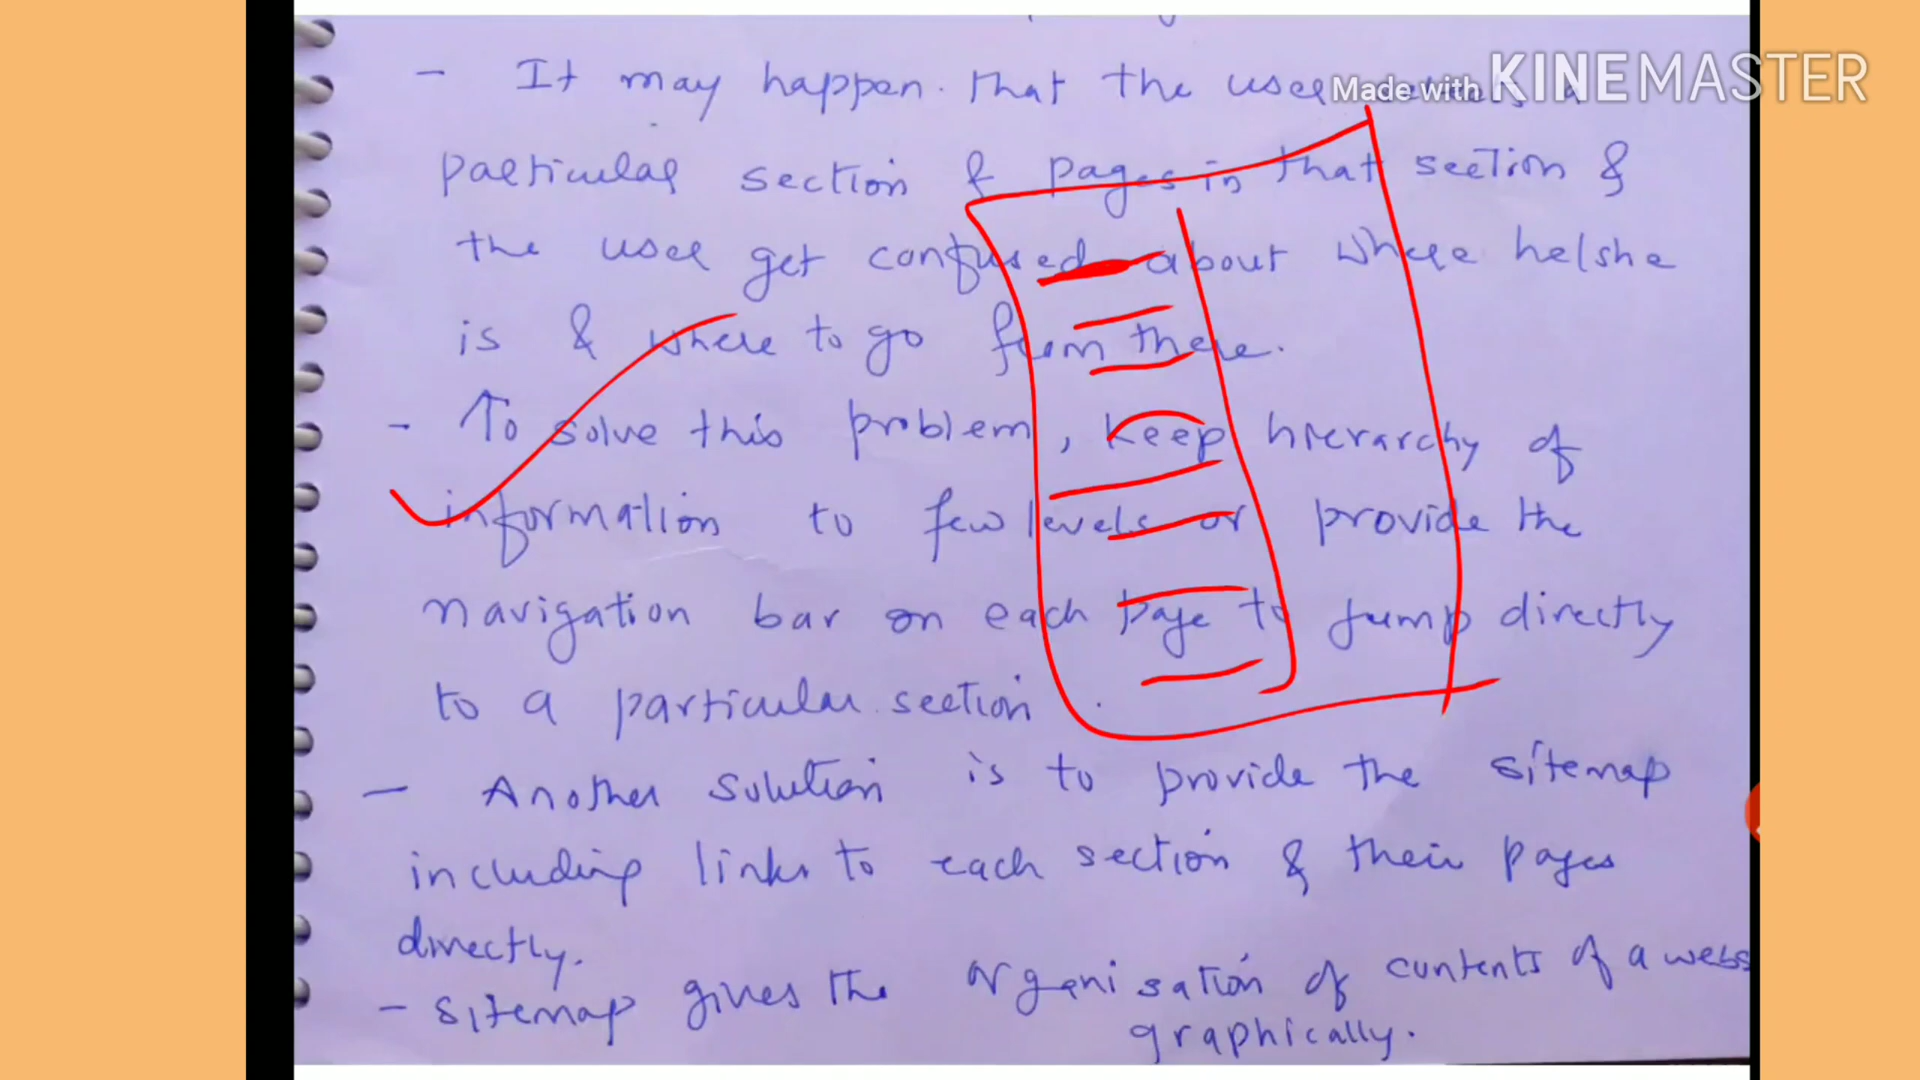 - It may happen. that the user a
Made with KINEMASTER
particular section & pages in that section &
the user get confused about where he/she
is & where to go from there.
- To solve this problem, keep hierarchy of
information to few levels or provide the
navigation bar on each page to jump directly
to a particular section.
- Another solution is to provide the sitemap
including links to each section & their pages
directly.
- sitemap gives the organisation of contents of a webs
graphically.